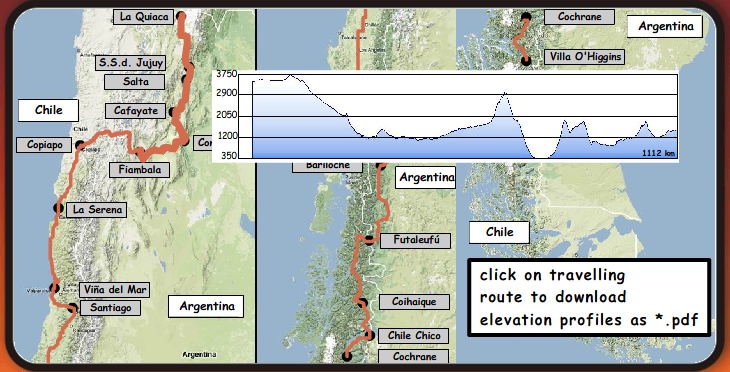 La Quiaca
S.S.d. Jujuy
Salta
Chile
Cafayate
Chile
Copiapo
Fiambala
La Serena
Viña del Mar
Santiago
Argentina
Argentina
3750
2900
2050
1200
350
1112 km
Bariloche
Argentina
Futaleufú
Coihaique
Chile Chico
Cochrane
Cochrane
Argentina
Villa O'Higgins
Chile
click on travelling
route to download
elevation profiles as *.pdf